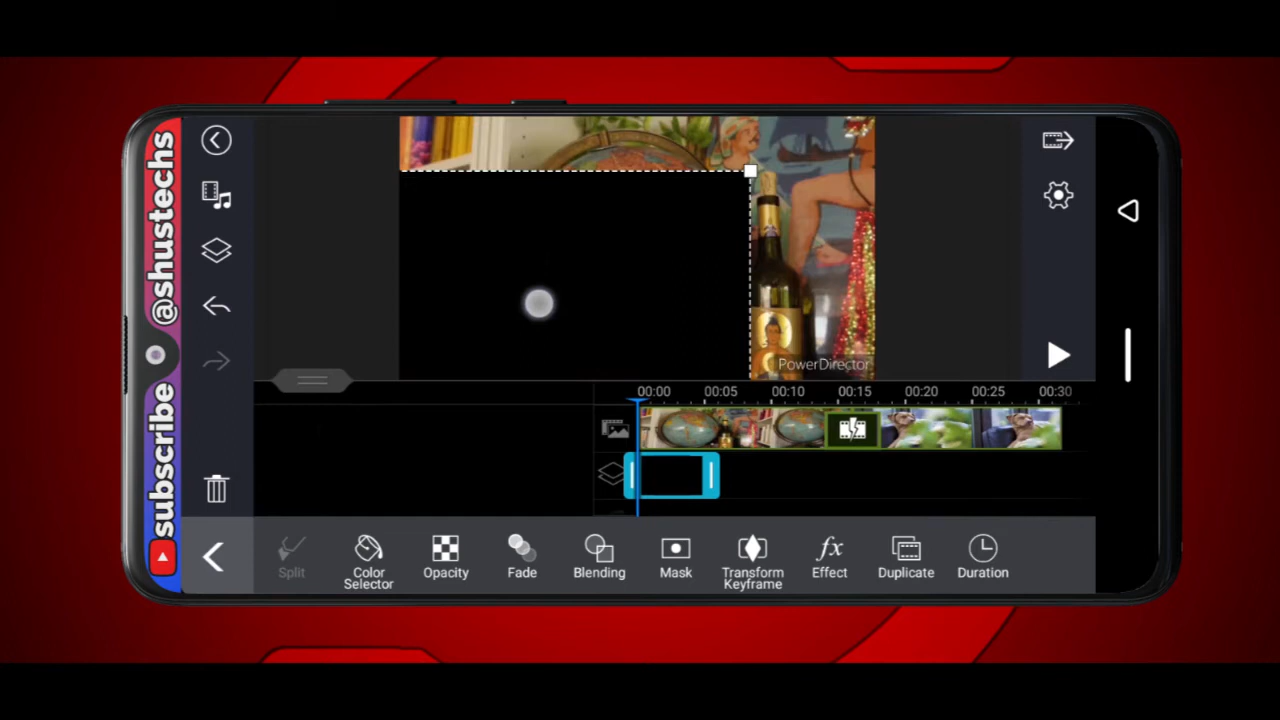 @shustechs
subscribe
PowerDirector
00:00 00:05 00:10 00:15 00:20 00:25 00:30
Split
Color
Selector
Opacity
Fade
Blending
Mask
Transform
Keyframe
fx
Effect
Duplicate
Duration